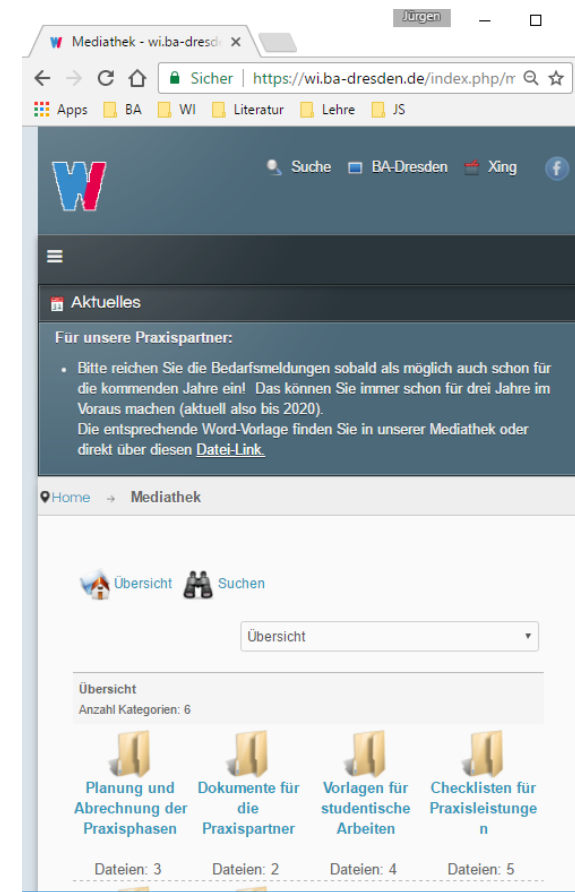 Jürgen
Mediathek - wi.ba-dresd
Sicher | https://wi.ba-dresden.de/index.php/m
Apps BA WI Literatur Lehre JS
W Suche BA-Dresden Xing f
Aktuelles
Für unsere Praxispartner:
• Bitte reichen Sie die Bedarfsmeldungen sobald als möglich auch schon für
die kommenden Jahre ein! Das können Sie immer schon für drei Jahre im
Voraus machen (aktuell also bis 2020).
Die entsprechende Word-Vorlage finden Sie in unserer Mediathek oder
direkt über diesen Datei-Link.
Home → Mediathek
Übersicht Suchen
Übersicht
Übersicht
Anzahl Kategorien: 6
Planung und Dokumente für Vorlagen für Checklisten für
Abrechnung der die studentische Praxisleistunge
Praxisphasen Praxispartner Arbeiten n
Dateien: 3 Dateien: 2 Dateien: 4 Dateien: 5